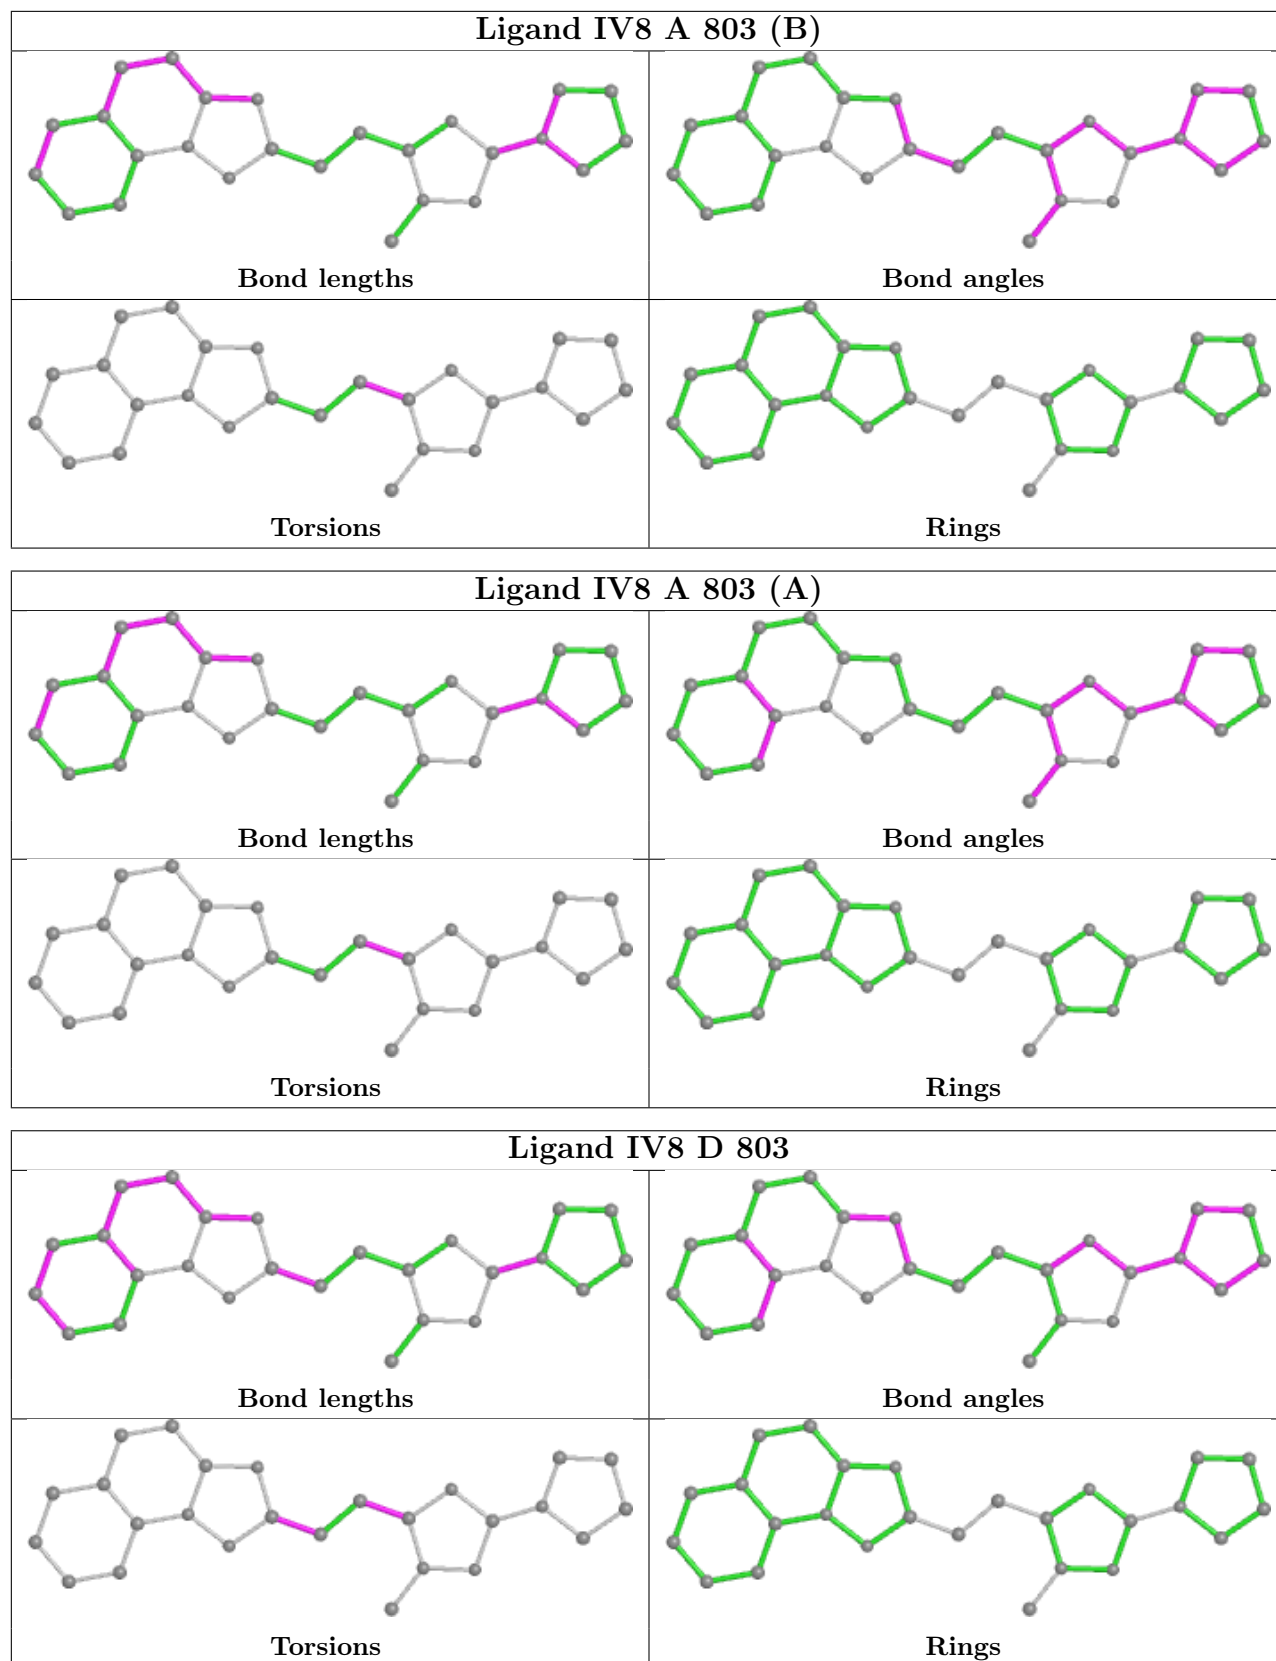 Ligand IV8 A 803 (B)
Bond lengths
Bond angles
Torsions
Rings
Ligand IV8 A 803 (A)
Bond lengths
Bond angles
Torsions
Rings
Ligand IV8 D 803
Bond lengths
Bond angles
Torsions
Rings